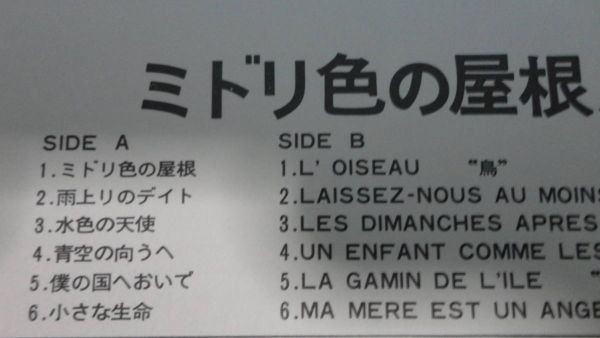 ミドリ色の屋根
SIDE A
1.ミドリ色の屋根
2.雨上りのデイト
3.水色の天使
4.青空の向うへ
5.僕の国へおいで
6.小さな生命
SIDE B
1.L' OISEAU "鳥"
2.LAISSEZ-NOUS AU MOINS
3.LES DIMANCHES APRES
4.UN ENFANT COMME LES
5.LA GAMIN DE L'ILE "
6.MA MERE EST UN ANGE